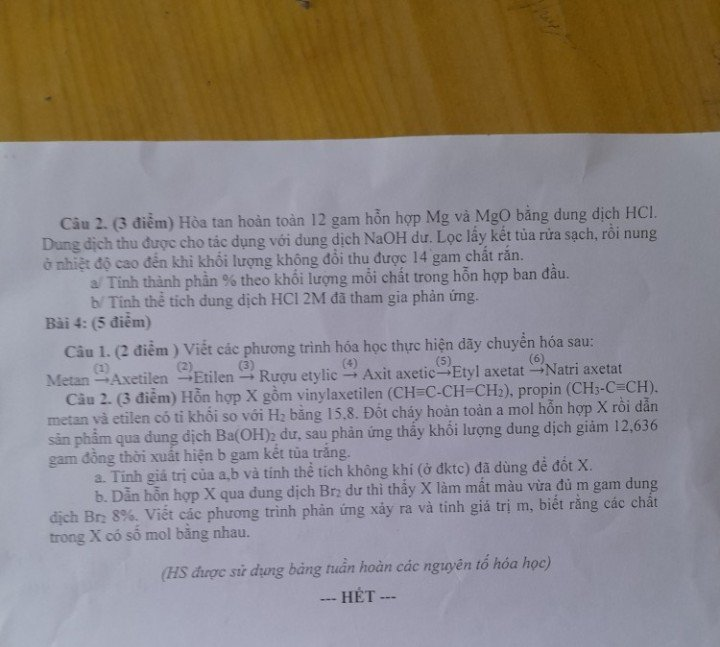 Câu 2. (3 điểm) Hòa tan hoàn toàn 12 gam hỗn hợp Mg và MgO bằng dung dịch HCl.
Dung dịch thu được cho tác dụng với dung dịch NaOH dư. Lọc lấy kết tủa rửa sạch, rồi nung
ở nhiệt độ cao đến khi khối lượng không đổi thu được 14 gam chất rắn.
a/ Tính thành phần % theo khối lượng mỗi chất trong hỗn hợp ban đầu.
b/ Tính thể tích dung dịch HCl 2M đã tham gia phản ứng.
Bài 4: (5 điểm)
Câu 1. (2 điểm ) Viết các phương trình hóa học thực hiện dãy chuyển hóa sau:
Metan (1)→Axetilen (2)→Etilen (3)→ Rượu etylic (4)→ Axit axetic(5)→Etyl axetat (6)→Natri axetat
Câu 2. (3 điểm) Hỗn hợp X gồm vinylaxetilen (CH≡C-CH=CH₂), propin (CH₃-C≡CH),
metan và etilen có tỉ khối so với H₂ bằng 15,8. Đốt cháy hoàn toàn a mol hỗn hợp X rồi dẫn
sản phẩm qua dung dịch Ba(OH)₂ dư, sau phản ứng thấy khối lượng dung dịch giảm 12,636
gam đồng thời xuất hiện b gam kết tủa trắng.
a. Tính giá trị của a,b và tính thể tích không khí (ở đktc) đã dùng để đốt X.
b. Dẫn hỗn hợp X qua dung dịch Br₂ dư thì thấy X làm mất màu vừa đủ m gam dung
dịch Br₂ 8%. Viết các phương trình phản ứng xảy ra và tính giá trị m, biết rằng các chất
trong X có số mol bằng nhau.
(HS được sử dụng bảng tuần hoàn các nguyên tố hóa học)
--- HẾT ---